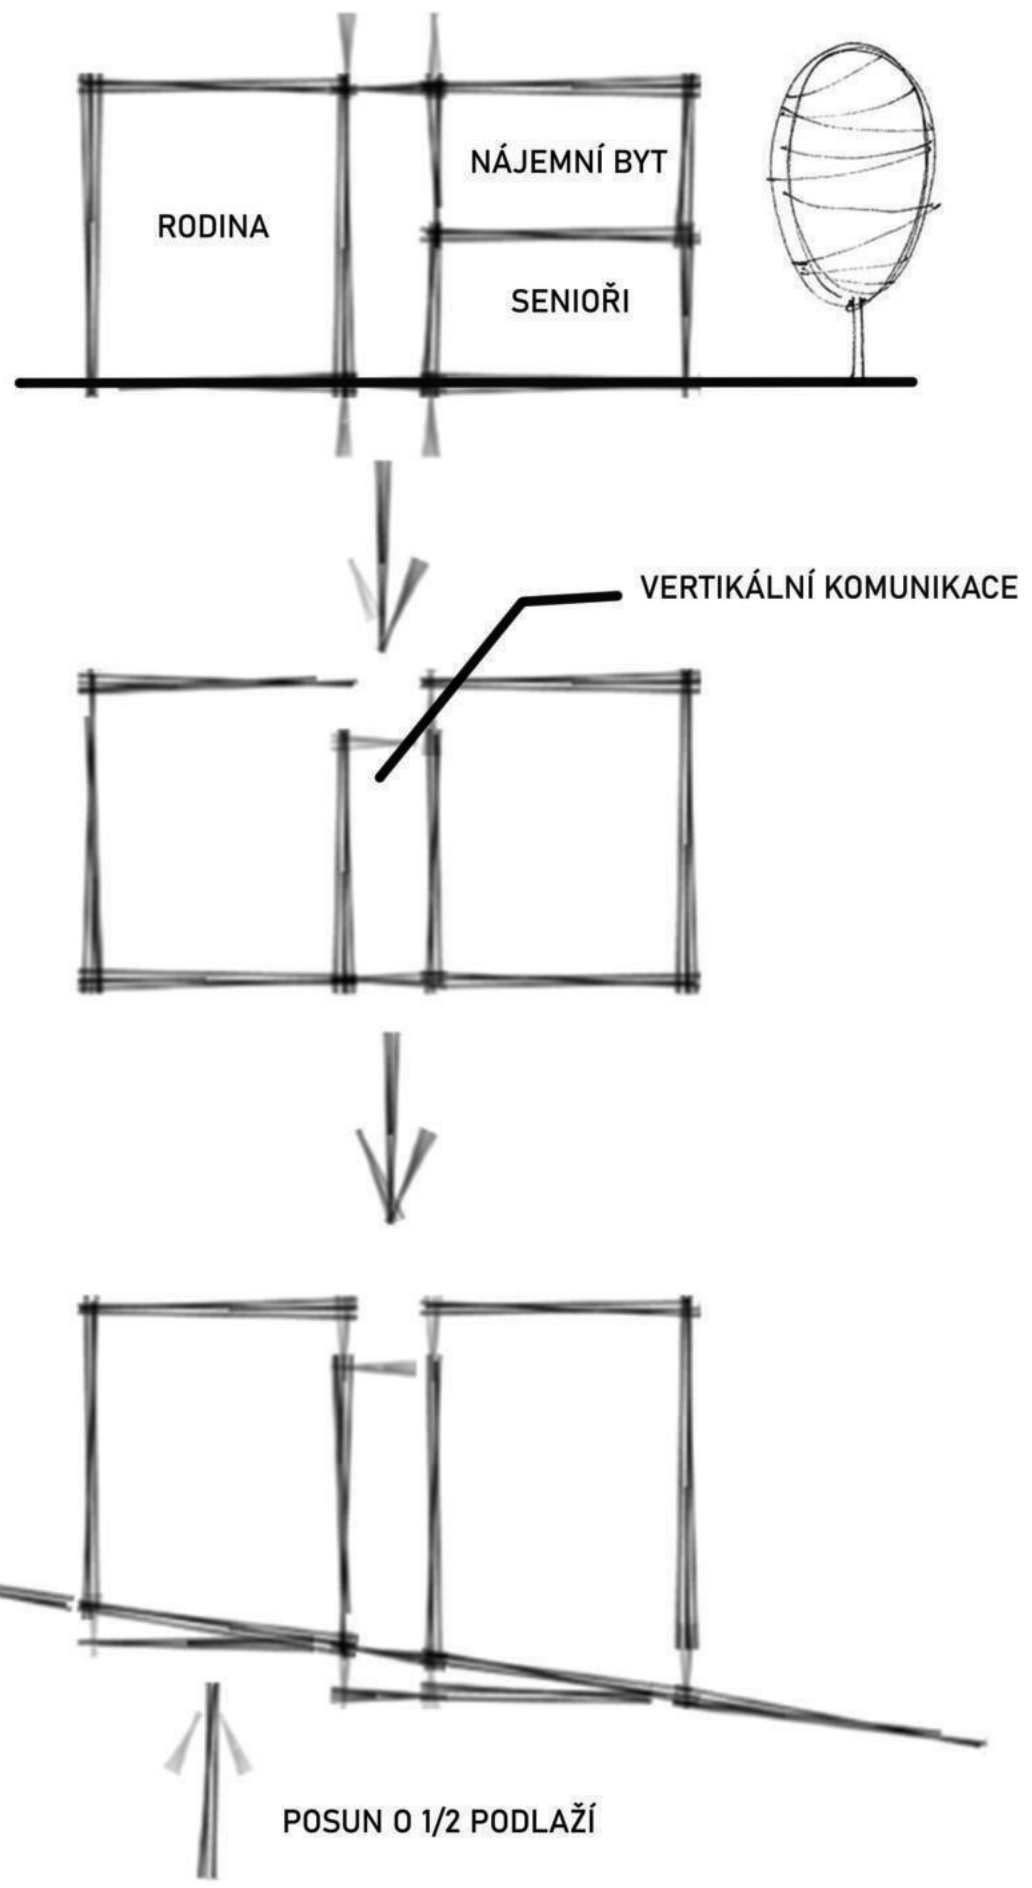 NÁJEMNÍ BYT
RODINA
SENIOŘI
VERTIKÁLNÍ KOMUNIKACE
POSUN O 1/2 PODLAŽÍ